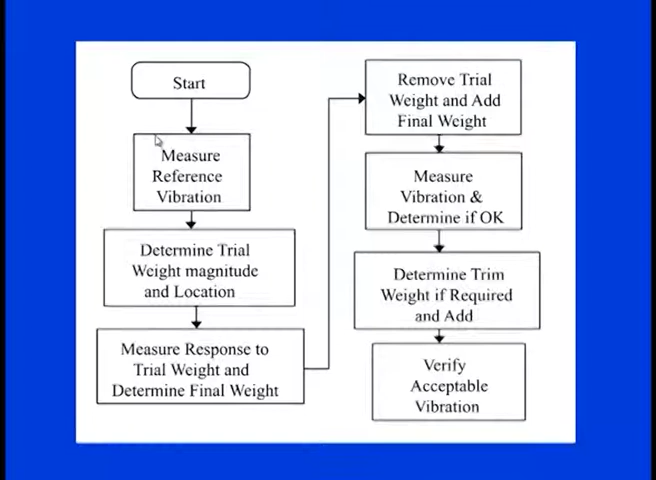 Start
Measure
Reference
Vibration
Determine Trial
Weight magnitude
and Location
Measure Response to
Trial Weight and
Determine Final Weight
Remove Trial
Weight and Add
Final Weight
Measure
Vibration &
Determine if OK
Determine Trim
Weight if Required
and Add
Verify
Acceptable
Vibration